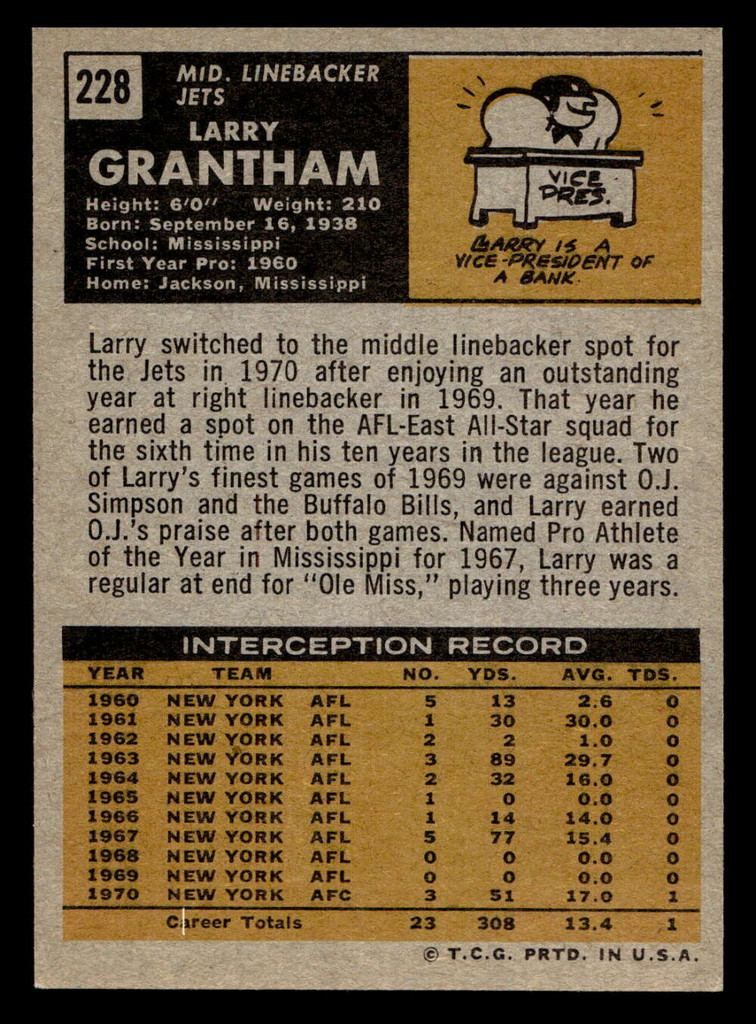 228
MID. LINEBACKER
JETS
LARRY
GRANTHAM
Height: 6'0" Weight: 210
Born: September 16, 1938
School: Mississippi
First Year Pro: 1960
Home: Jackson, Mississippi
VICE
PRES.
LARRY IS A
VICE-PRESIDENT OF
A BANK.
Larry switched to the middle linebacker spot for
the Jets in 1970 after enjoying an outstanding
year at right linebacker in 1969. That year he
earned a spot on the AFL-East All-Star squad for
the sixth time in his ten years in the league. Two
of Larry's finest games of 1969 were against O.J.
Simpson and the Buffalo Bills, and Larry earned
O.J.'s praise after both games. Named Pro Athlete
of the Year in Mississippi for 1967, Larry was a
regular at end for "Ole Miss," playing three years.
INTERCEPTION RECORD
YEAR TEAM NO. YDS. AVG. TDS.
1960 NEW YORK AFL 5 13 2.6 0
1961 NEW YORK AFL 1 30 30.0 0
1962 NEW YORK AFL 2 2 1.0 0
1963 NEW YORK AFL 3 89 29.7 0
1964 NEW YORK AFL 2 32 16.0 0
1965 NEW YORK AFL 1 0 0.0 0
1966 NEW YORK AFL 1 14 14.0 0
1967 NEW YORK AFL 5 77 15.4 0
1968 NEW YORK AFL 0 0 0.0 0
1969 NEW YORK AFL 0 0 0.0 0
1970 NEW YORK AFC 3 51 17.0 1
Career Totals 23 308 13.4 1
© T.C.G. PRTD. IN U.S.A.